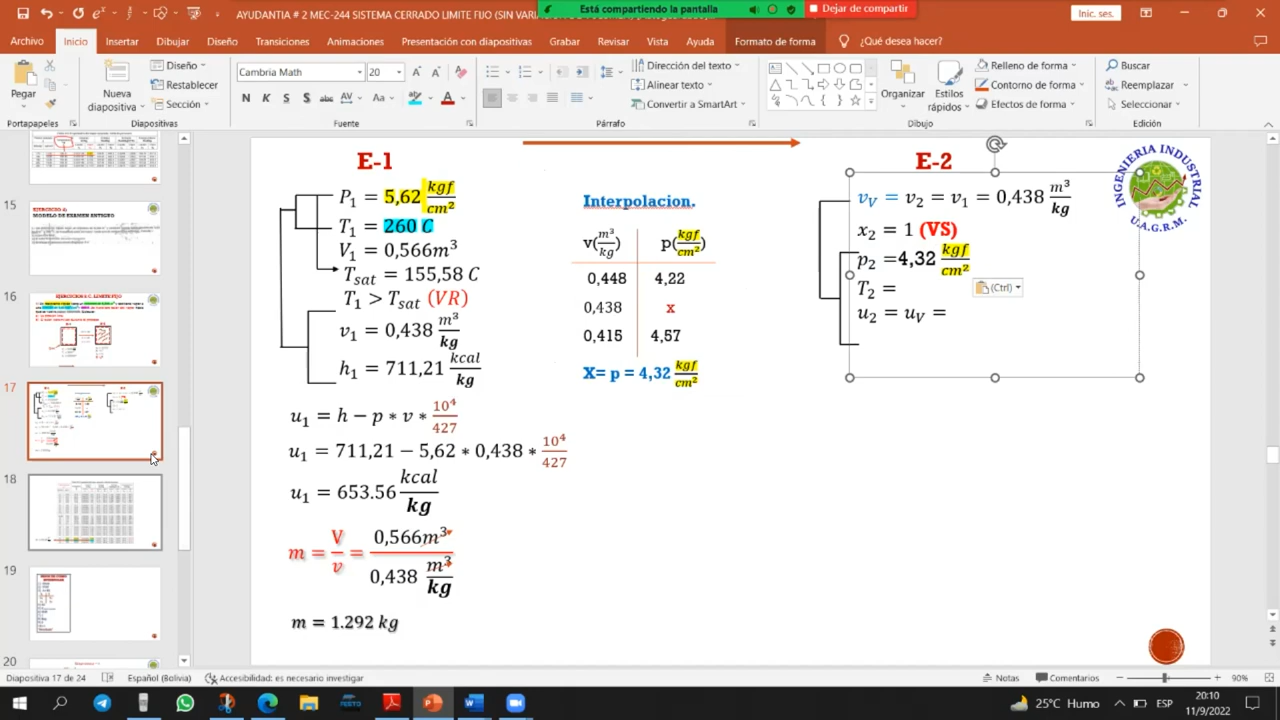 AYUDANTIA # 2 MEC-244 SISTEMA CERRADO LIMITE FIJO (SIN VARIA
Está compartiendo la pantalla
Dejar de compartir
Inic. ses.
Archivo Inicio Insertar Dibujar Diseño Transiciones Animaciones Presentación con diapositivas Grabar Revisar Vista Ayuda Formato de forma ¿Qué desea hacer?
Pegar
Nueva diapositiva
Diseño
Restablecer
Sección
Cambria Math 20
N K S S abc AV Aa A
Dirección del texto
Alinear texto
Convertir a SmartArt
Organizar
Estilos rápidos
Relleno de forma
Contorno de forma
Efectos de forma
Buscar
Reemplazar
Seleccionar
Portapapeles Diapositivas Fuente Párrafo Dibujo Edición
15
EJERCICIO 4:
MODELO DE EXAMEN ANTIGUO
16
17
18
19
20
E-1
P₁ = 5,62 kgf/cm²
T₁ = 260 C
V₁ = 0,566m³
T_sat = 155,58 C
T₁ > T_sat (VR)
v₁ = 0,438 m³/kg
h₁ = 711,21 kcal/kg
u₁ = h − p ∗ v ∗ 10⁴/427
u₁ = 711,21 − 5,62 ∗ 0,438 ∗ 10⁴/427
u₁ = 653.56 kcal/kg
m = V/v = 0,566m³ / 0,438 m³/kg
m = 1.292 kg
Interpolacion.
v(m³/kg) p(kgf/cm²)
0,448 4,22
0,438 x
0,415 4,57
X= p = 4,32 kgf/cm²
E-2
v_V = v₂ = v₁ = 0,438 m³/kg
x₂ = 1 (VS)
p₂ =4,32 kgf/cm²
T₂ =
u₂ = u_V =
(Ctrl)
INGENIERIA INDUSTRIAL
U.A.G.R.M.
Diapositiva 17 de 24 Español (Bolivia) Accesibilidad: es necesario investigar Notas Comentarios 90%
25°C Humo ESP 20:10
11/9/2022